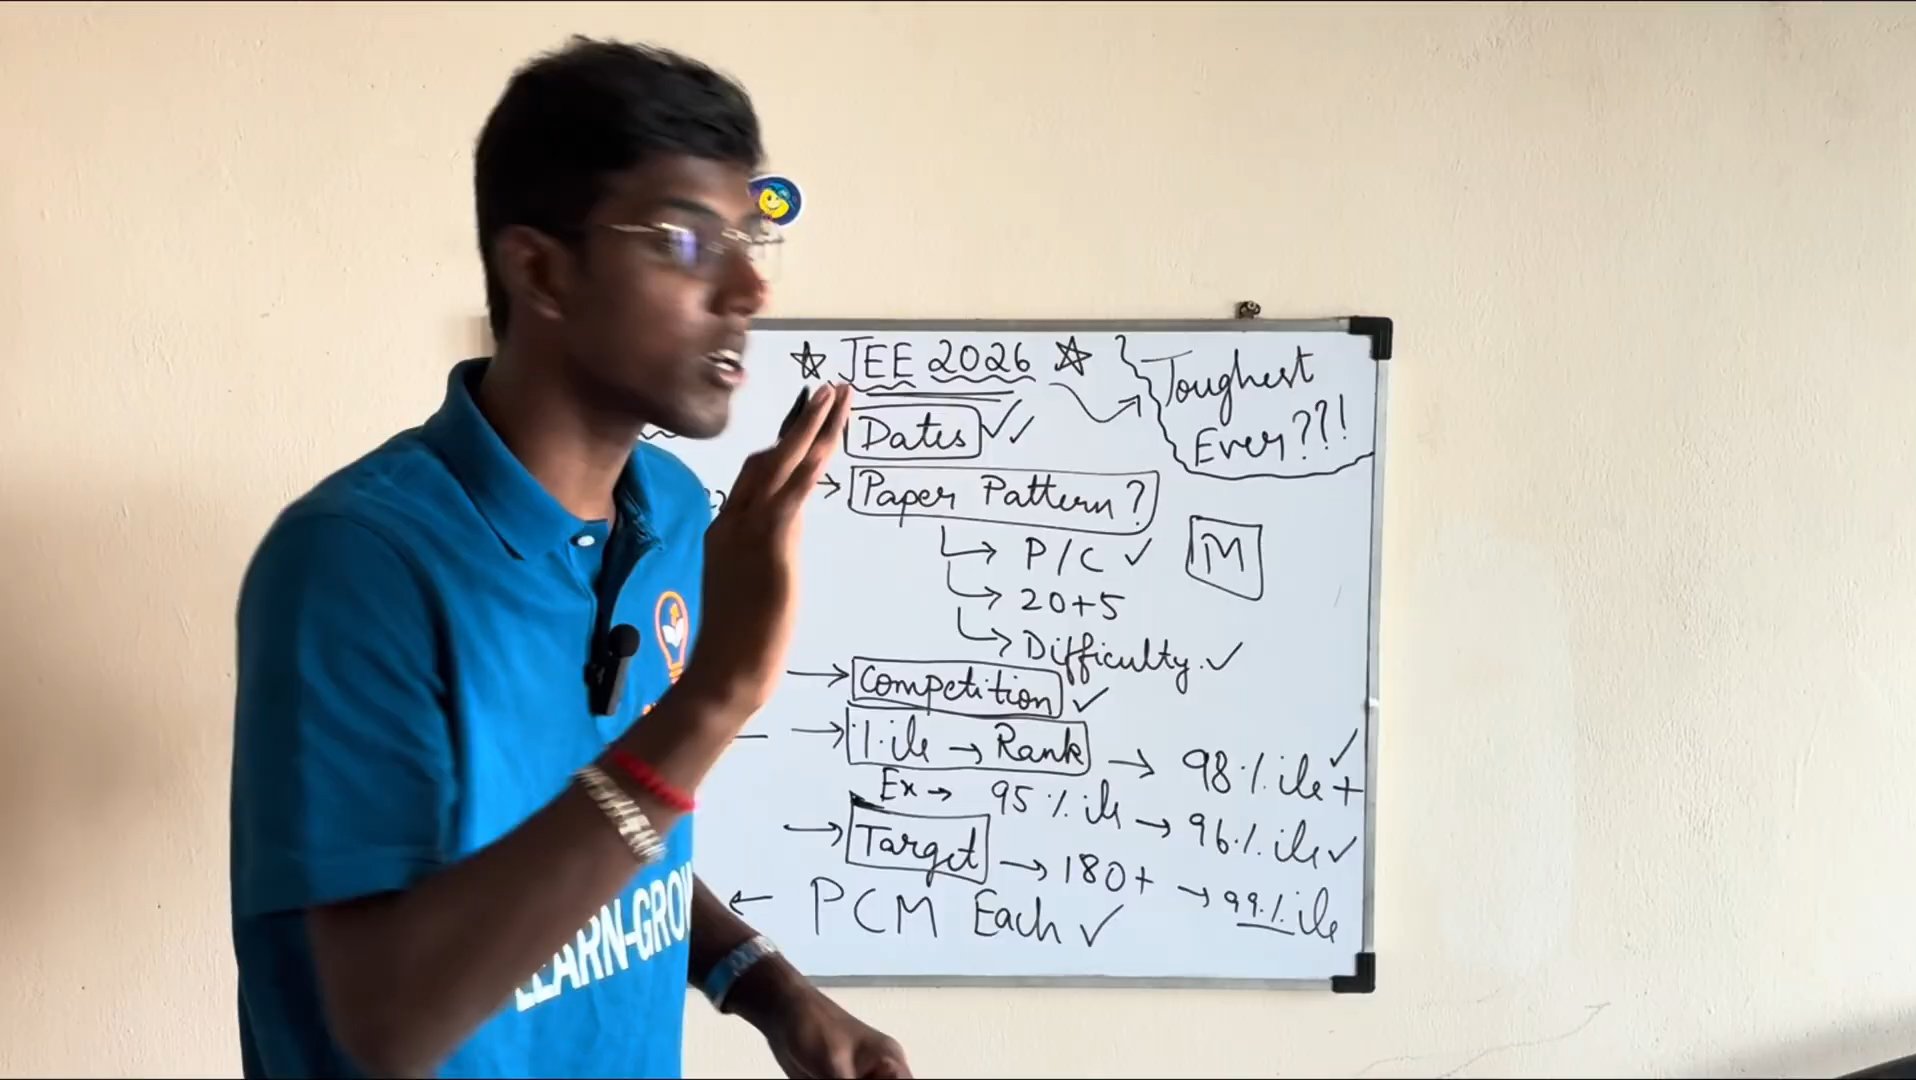 ☆ JEE 2026 ☆
Toughest
Ever???!
Dates ✓✓
→ Paper Pattern?
→ P/C ✓
M
→ 20+5
→ Difficulty. ✓
→ Competition ✓
→ %ile → Rank → 98%ile+ ✓
Ex → 95%ile → 96%ile ✓
→ Target → 180+ → 99%ile
← PCM Each ✓
LEARN-GROW